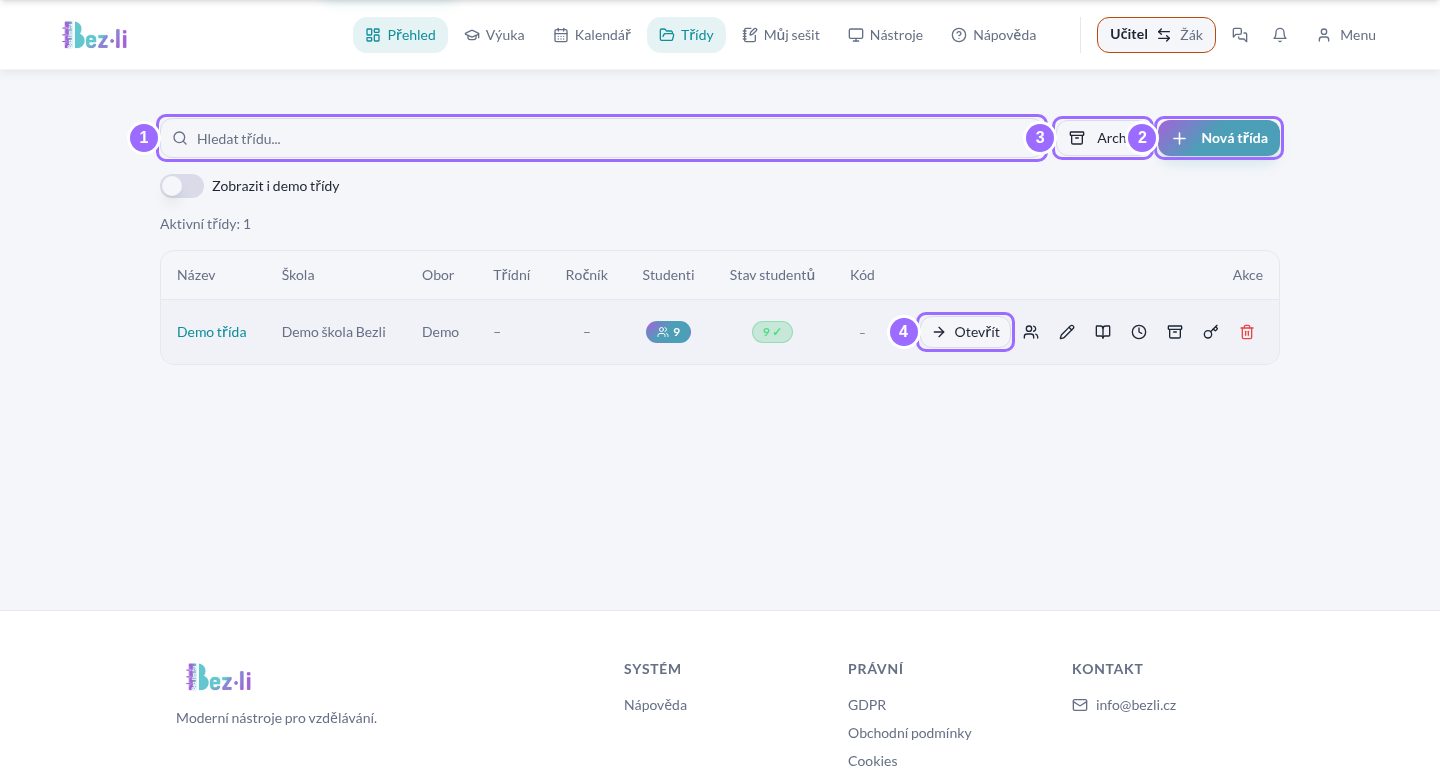 Bez·li Přehled Výuka Kalendář Třídy Můj sešit Nástroje Nápověda Učitel Žák Menu
1 Hledat třídu... 3 Arch 2 Nová třída
Zobrazit i demo třídy
Aktivní třídy: 1
Název Škola Obor Třídní Ročník Studenti Stav studentů Kód Akce
Demo třída Demo škola Bezli Demo – – 9 9 ✓ – 4 Otevřít
Bez·li
Moderní nástroje pro vzdělávání.
SYSTÉM
Nápověda
PRÁVNÍ
GDPR
Obchodní podmínky
Cookies
KONTAKT
info@bezli.cz